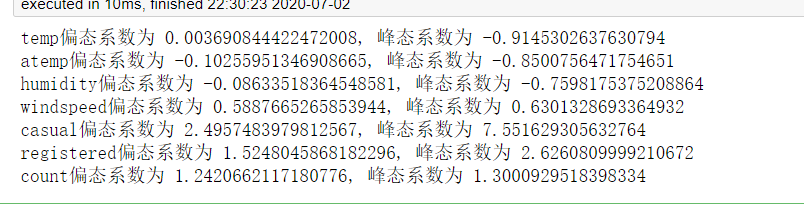 executed in 10ms, finished 22:30:23 2020-07-02
temp偏态系数为 0.003690844422472008, 峰态系数为 -0.9145302637630794
atemp偏态系数为 -0.10255951346908665, 峰态系数为 -0.8500756471754651
humidity偏态系数为 -0.08633518364548581, 峰态系数为 -0.7598175375208864
windspeed偏态系数为 0.5887665265853944, 峰态系数为 0.6301328693364932
casual偏态系数为 2.4957483979812567, 峰态系数为 7.551629305632764
registered偏态系数为 1.5248045868182296, 峰态系数为 2.6260809999210672
count偏态系数为 1.2420662117180776, 峰态系数为 1.3000929518398334